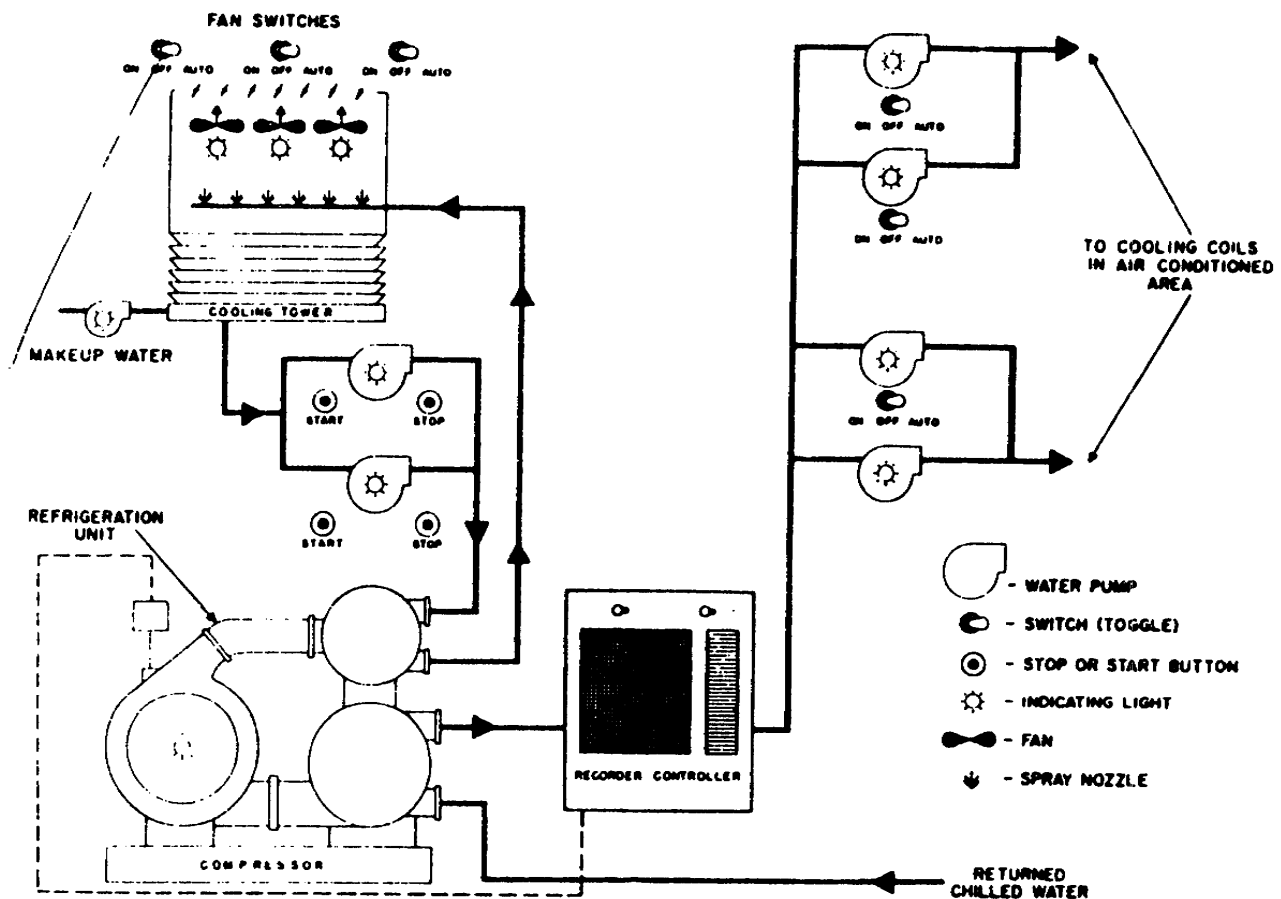 FAN SWITCHES
ON OFF AUTO
ON OFF AUTO
ON OFF AUTO
COOLING TOWER
MAKEUP WATER
START
STOP
START
STOP
REFRIGERATION
UNIT
COMPRESSOR
RECORDER CONTROLLER
ON OFF AUTO
ON OFF AUTO
ON OFF AUTO
TO COOLING COILS
IN AIR CONDITIONED
AREA
- WATER PUMP
- SWITCH (TOGGLE)
- STOP OR START BUTTON
- INDICATING LIGHT
- FAN
- SPRAY NOZZLE
RETURNED
CHILLED WATER